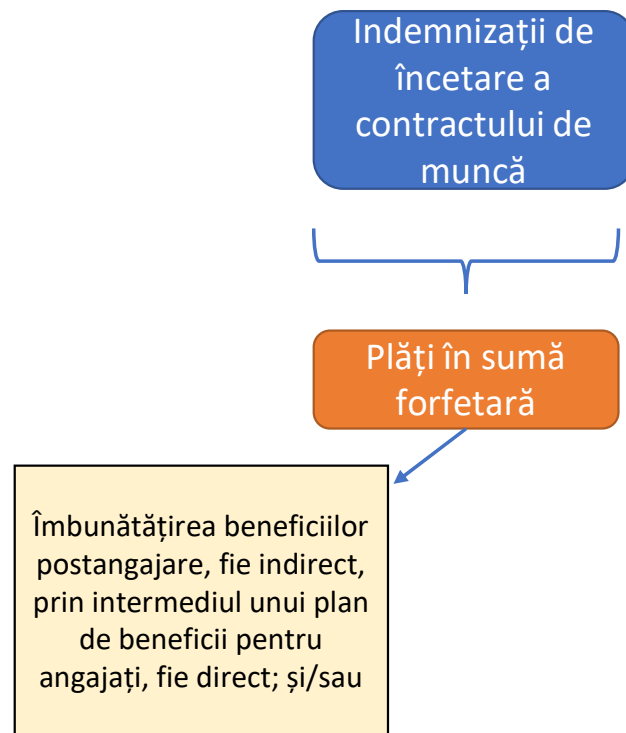 Indemnizații de
încetare a
contractului de
muncă
Plăți în sumă
forfetară
Îmbunătățirea beneficiilor
postangajare, fie indirect,
prin intermediul unui plan
de beneficii pentru
angajați, fie direct; și/sau